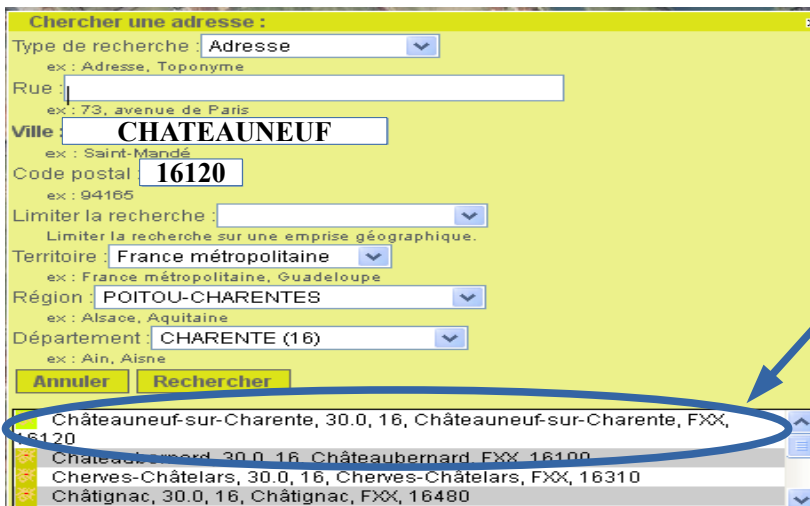 Chercher une adresse :
Type de recherche : Adresse
ex : Adresse, Toponyme
Rue :
ex : 73, avenue de Paris
Ville : CHATEAUNEUF
ex : Saint-Mandé
Code postal : 16120
ex : 94165
Limiter la recherche :
Limiter la recherche sur une emprise géographique.
Territoire : France métropolitaine
ex : France métropolitaine, Guadeloupe
Région : POITOU-CHARENTES
ex : Alsace, Aquitaine
Département : CHARENTE (16)
ex : Ain, Aisne
Annuler Rechercher
Châteauneuf-sur-Charente, 30.0, 16, Châteauneuf-sur-Charente, FXX,
16120
Châteaubernard, 30.0, 16, Châteaubernard, FXX, 16100
Cherves-Châtelars, 30.0, 16, Cherves-Châtelars, FXX, 16310
Châtignac, 30.0, 16, Châtignac, FXX, 16480